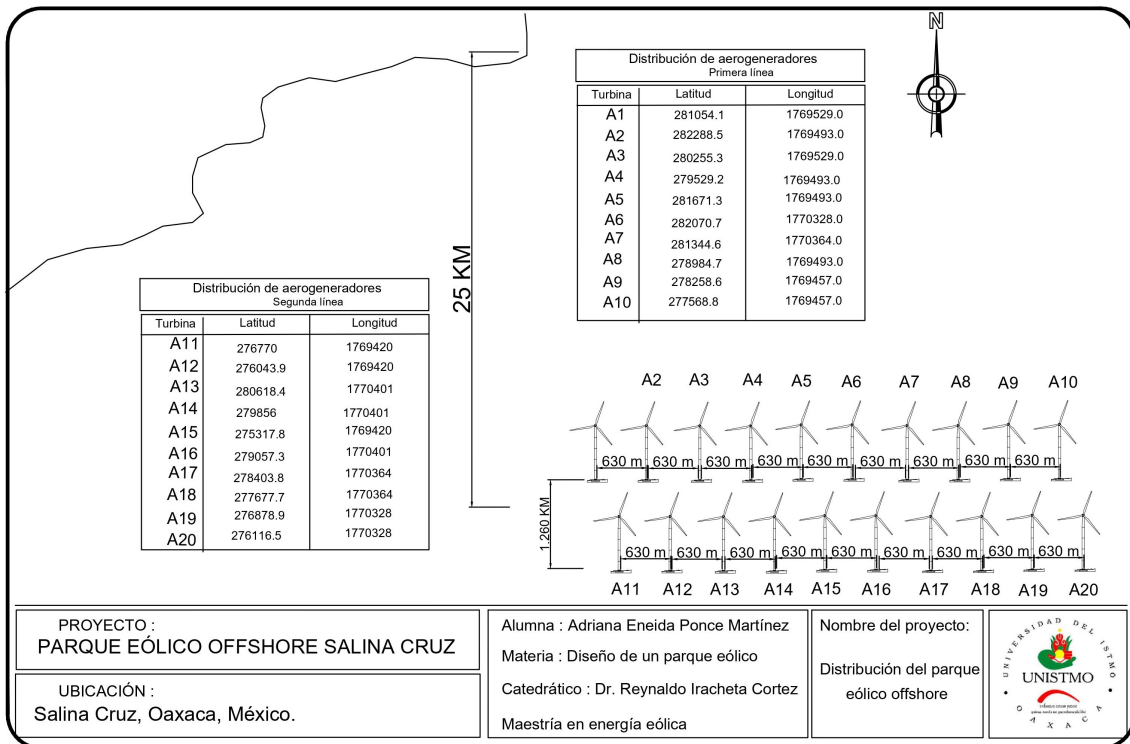 N
Distribución de aerogeneradores
Primera línea
Turbina Latitud Longitud
A1 281054.1 1769529.0
A2 282288.5 1769493.0
A3 280255.3 1769529.0
A4 279529.2 1769493.0
A5 281671.3 1769493.0
A6 282070.7 1770328.0
A7 281344.6 1770364.0
A8 278984.7 1769493.0
A9 278258.6 1769457.0
A10 277568.8 1769457.0
25 KM
Distribución de aerogeneradores
Segunda línea
Turbina Latitud Longitud
A11 276770 1769420
A12 276043.9 1769420
A13 280618.4 1770401
A14 279856 1770401
A15 275317.8 1769420
A16 279057.3 1770401
A17 278403.8 1770364
A18 277677.7 1770364
A19 276878.9 1770328
A20 276116.5 1770328
A2 A3 A4 A5 A6 A7 A8 A9 A10
630 m 630 m 630 m 630 m 630 m 630 m 630 m 630 m 630 m
1.260 KM
630 m 630 m 630 m 630 m 630 m 630 m 630 m 630 m 630 m
A11 A12 A13 A14 A15 A16 A17 A18 A19 A20
PROYECTO :
PARQUE EÓLICO OFFSHORE SALINA CRUZ
UBICACIÓN :
Salina Cruz, Oaxaca, México.
Alumna : Adriana Eneida Ponce Martínez
Materia : Diseño de un parque eólico
Catedrático : Dr. Reynaldo Iracheta Cortez
Maestría en energía eólica
Nombre del proyecto:
Distribución del parque
eólico offshore
UNIVERSIDAD DEL ISTMO
UNISTMO
OAXACA